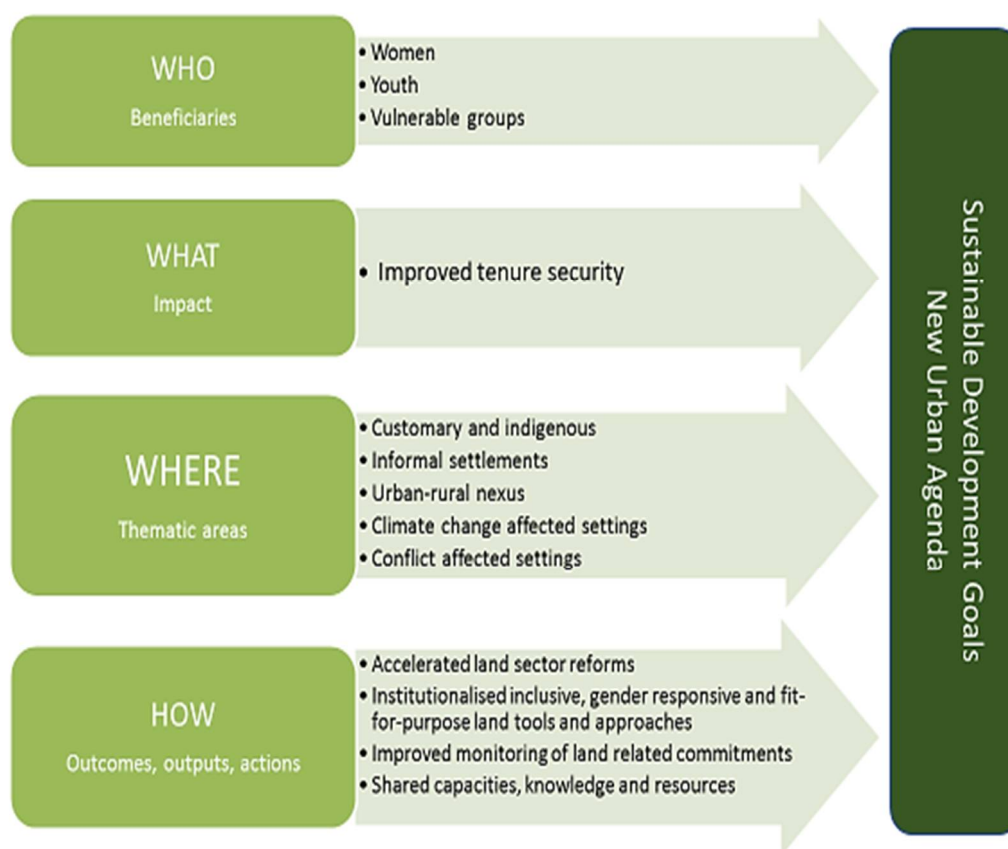 WHO
Beneficiaries
• Women
• Youth
• Vulnerable groups
WHAT
Impact
• Improved tenure security
WHERE
Thematic areas
• Customary and indigenous
• Informal settlements
• Urban-rural nexus
• Climate change affected settings
• Conflict affected settings
HOW
Outcomes, outputs, actions
• Accelerated land sector reforms
• Institutionalised inclusive, gender responsive and fit-
for-purpose land tools and approaches
• Improved monitoring of land related commitments
• Shared capacities, knowledge and resources
Sustainable Development Goals
New Urban Agenda